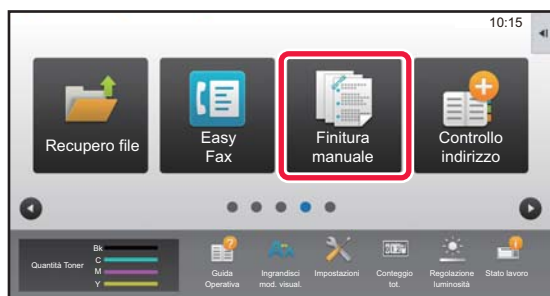 10:15
Recupero file
Easy
Fax
Finitura
manuale
Controllo
indirizzo
Quantità Toner
Bk
C
M
Y
Guida
Operativa
Ingrandisci
mod. visual.
Impostazioni
Conteggio
tot.
Regolazione
luminosità
Stato lavoro